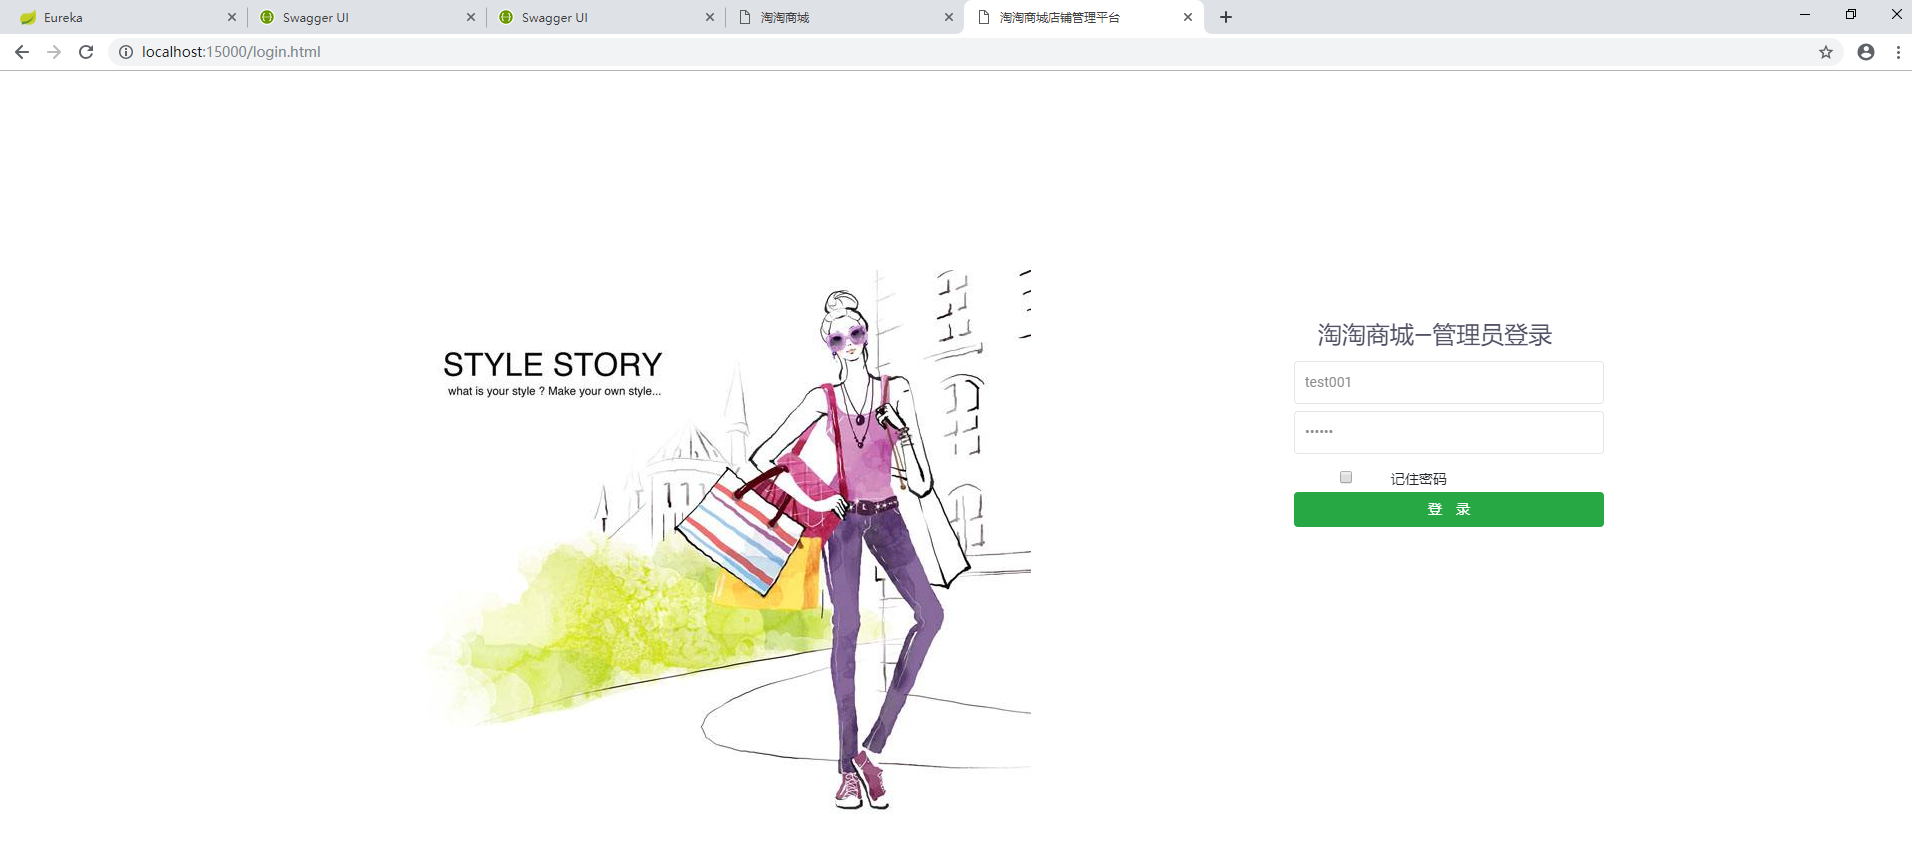 Eureka
Swagger UI
Swagger UI
淘淘商城
淘淘商城店铺管理平台
localhost:15000/login.html
STYLE STORY
what is your style ? Make your own style...
淘淘商城—管理员登录
test001
••••••
记住密码
登 录